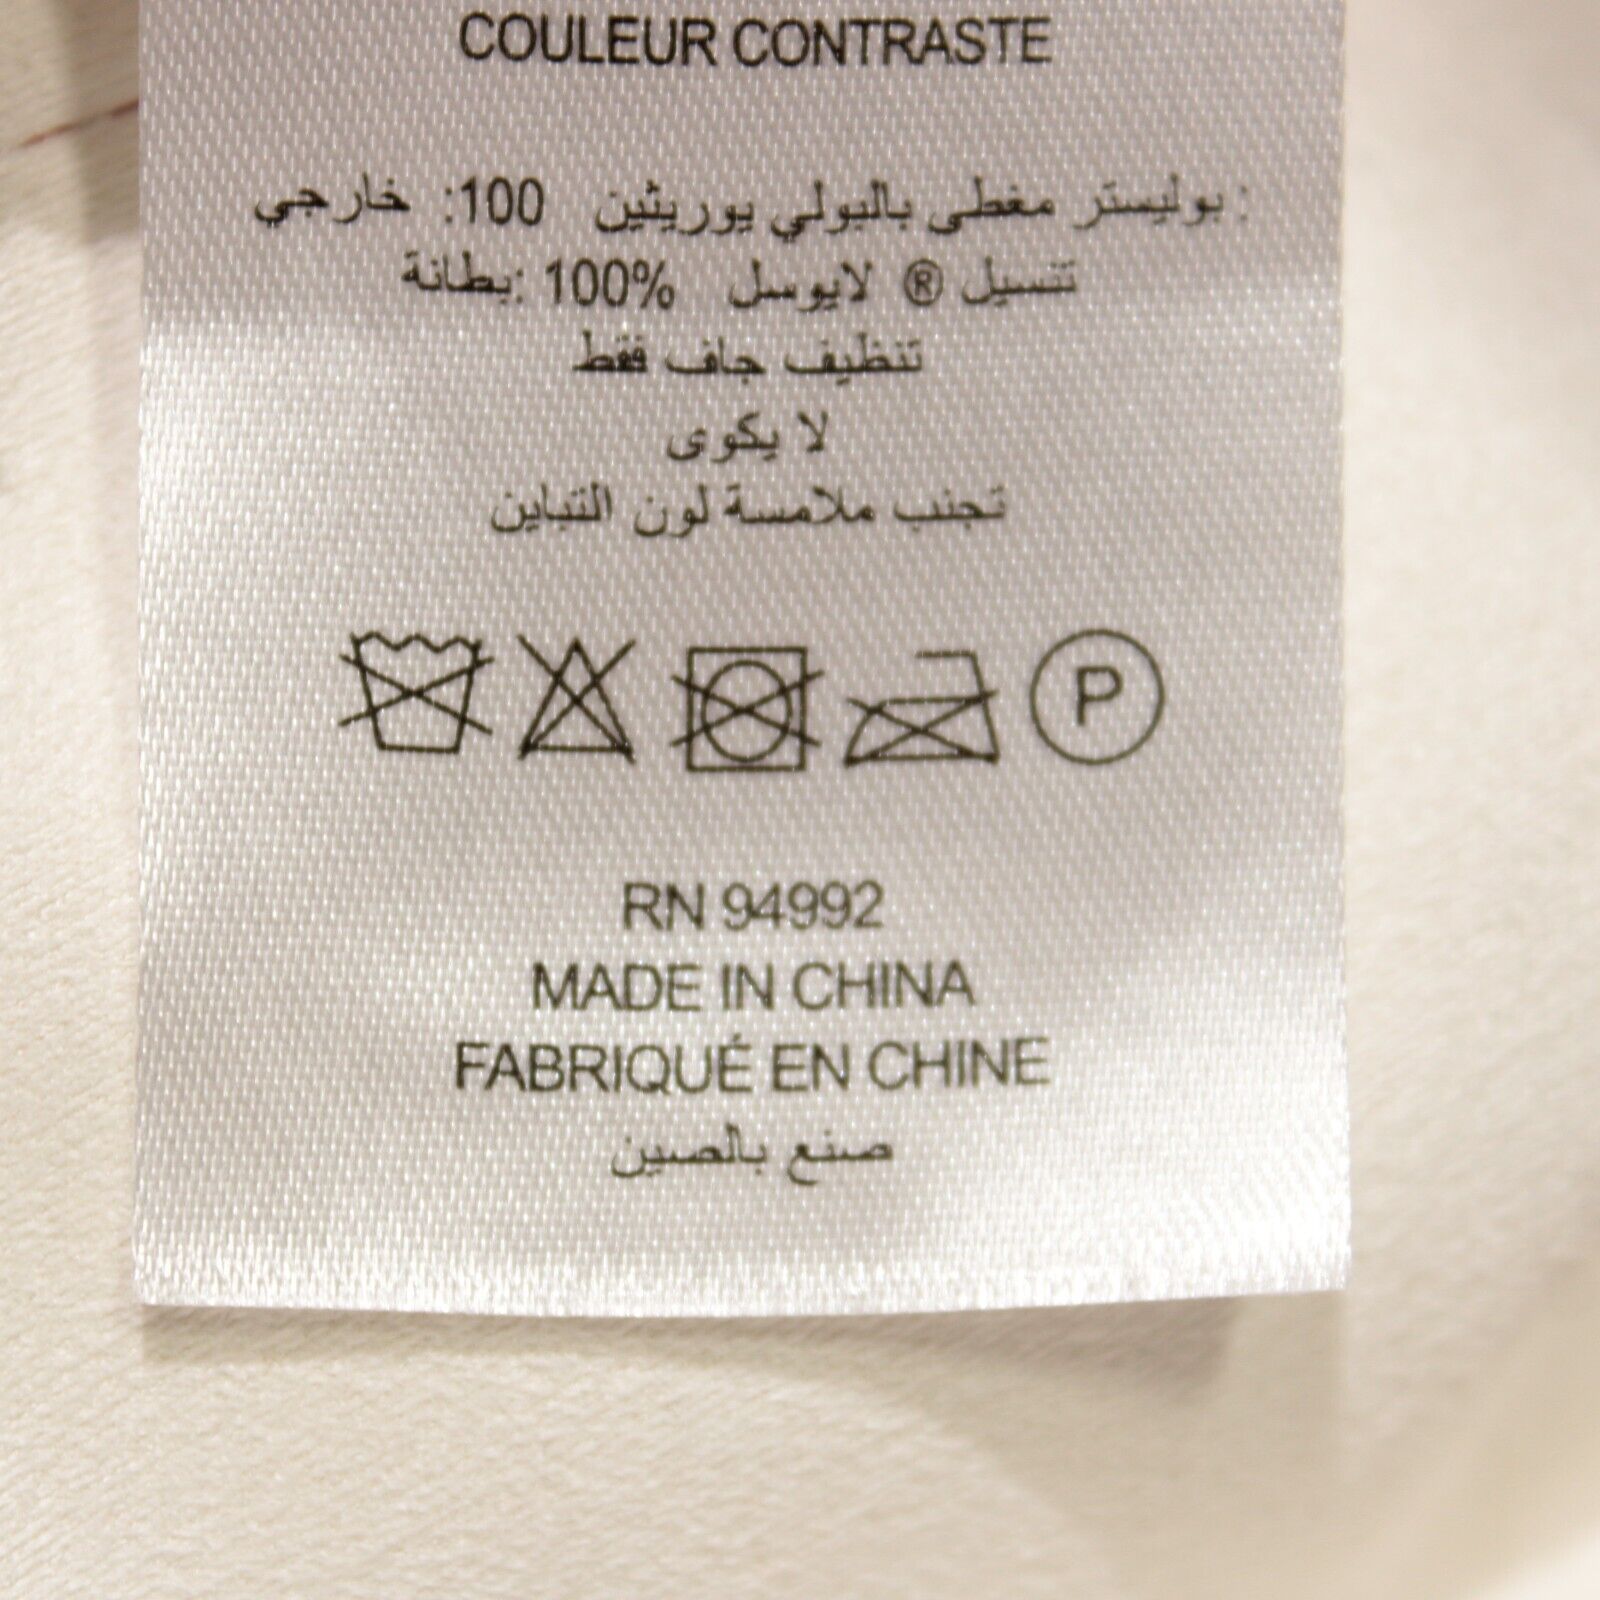 COULEUR CONTRASTE
: بوليستر مغطى بالبولي يوريثين 100: خارجي
تنسيل ® لايوسل 100% :بطانة
تنظيف جاف فقط
لا يكوى
تجنب ملامسة لون التباين
P
RN 94992
MADE IN CHINA
FABRIQUÉ EN CHINE
صنع بالصين